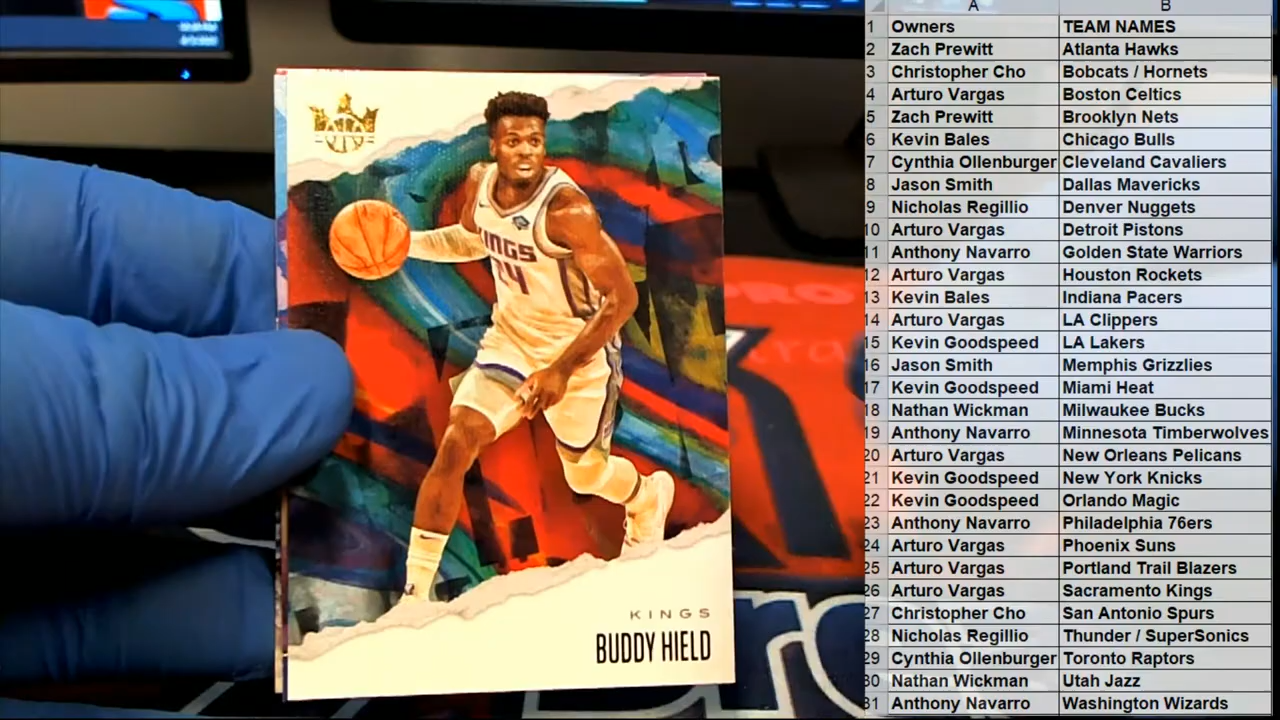 KINGS
24
PRO
KINGS
BUDDY HIELD
A B
1 Owners TEAM NAMES
2 Zach Prewitt Atlanta Hawks
3 Christopher Cho Bobcats / Hornets
4 Arturo Vargas Boston Celtics
5 Zach Prewitt Brooklyn Nets
6 Kevin Bales Chicago Bulls
7 Cynthia Ollenburger Cleveland Cavaliers
8 Jason Smith Dallas Mavericks
9 Nicholas Regillio Denver Nuggets
10 Arturo Vargas Detroit Pistons
11 Anthony Navarro Golden State Warriors
12 Arturo Vargas Houston Rockets
13 Kevin Bales Indiana Pacers
14 Arturo Vargas LA Clippers
15 Kevin Goodspeed LA Lakers
16 Jason Smith Memphis Grizzlies
17 Kevin Goodspeed Miami Heat
18 Nathan Wickman Milwaukee Bucks
19 Anthony Navarro Minnesota Timberwolves
20 Arturo Vargas New Orleans Pelicans
21 Kevin Goodspeed New York Knicks
22 Kevin Goodspeed Orlando Magic
23 Anthony Navarro Philadelphia 76ers
24 Arturo Vargas Phoenix Suns
25 Arturo Vargas Portland Trail Blazers
26 Arturo Vargas Sacramento Kings
27 Christopher Cho San Antonio Spurs
28 Nicholas Regillio Thunder / SuperSonics
29 Cynthia Ollenburger Toronto Raptors
30 Nathan Wickman Utah Jazz
31 Anthony Navarro Washington Wizards